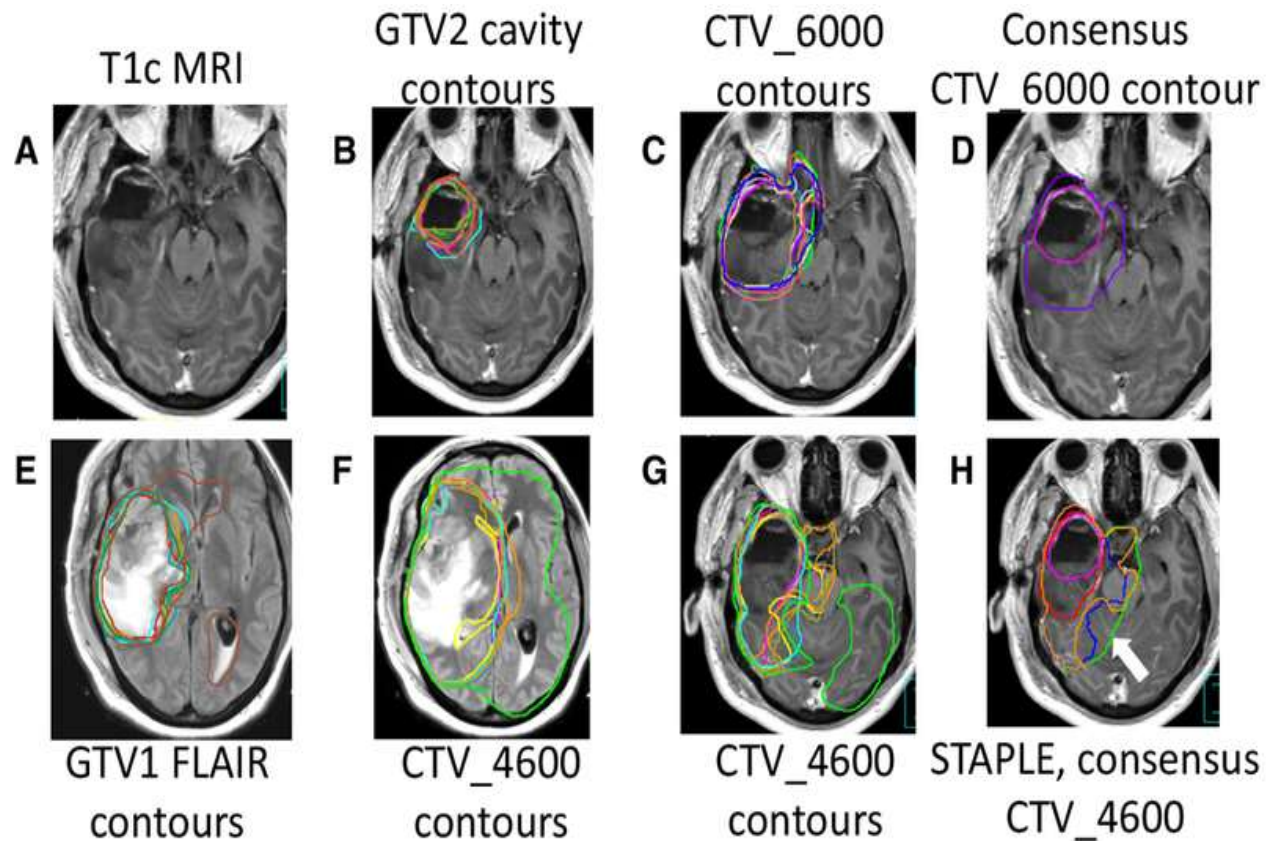 T1c MRI
GTV2 cavity
contours
CTV_6000
contours
Consensus
CTV_6000 contour
A
B
C
D
E
F
G
H
GTV1 FLAIR
contours
CTV_4600
contours
CTV_4600
contours
STAPLE, consensus
CTV_4600